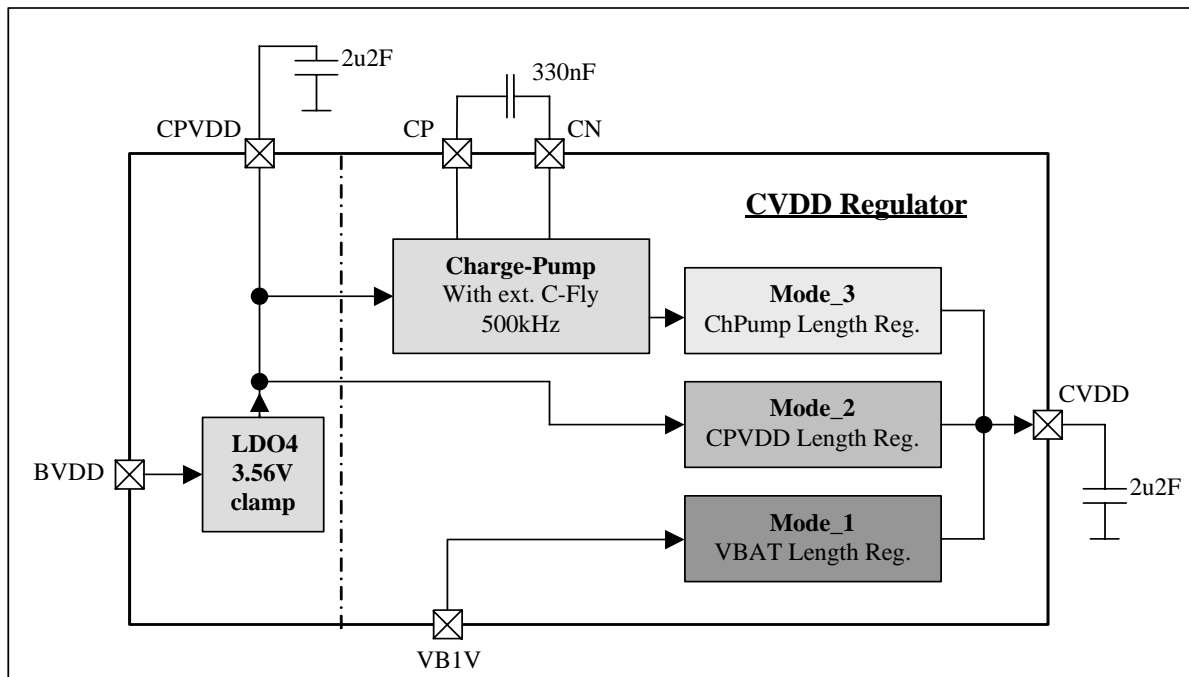 2u2F
330nF
CPVDD
CP
CN
CVDD Regulator
Charge-Pump
With ext. C-Fly
500kHz
Mode_3
ChPump Length Reg.
Mode_2
CPVDD Length Reg.
CVDD
LDO4
3.56V
clamp
BVDD
2u2F
Mode_1
VBAT Length Reg.
VB1V